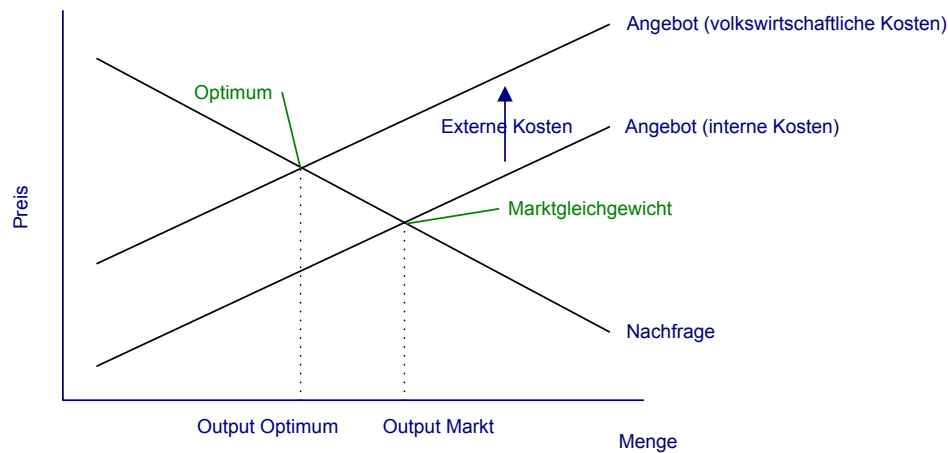 Angebot (volkswirtschaftliche Kosten)
Optimum
Externe Kosten
Angebot (interne Kosten)
Preis
Marktgleichgewicht
Nachfrage
Output Optimum
Output Markt
Menge